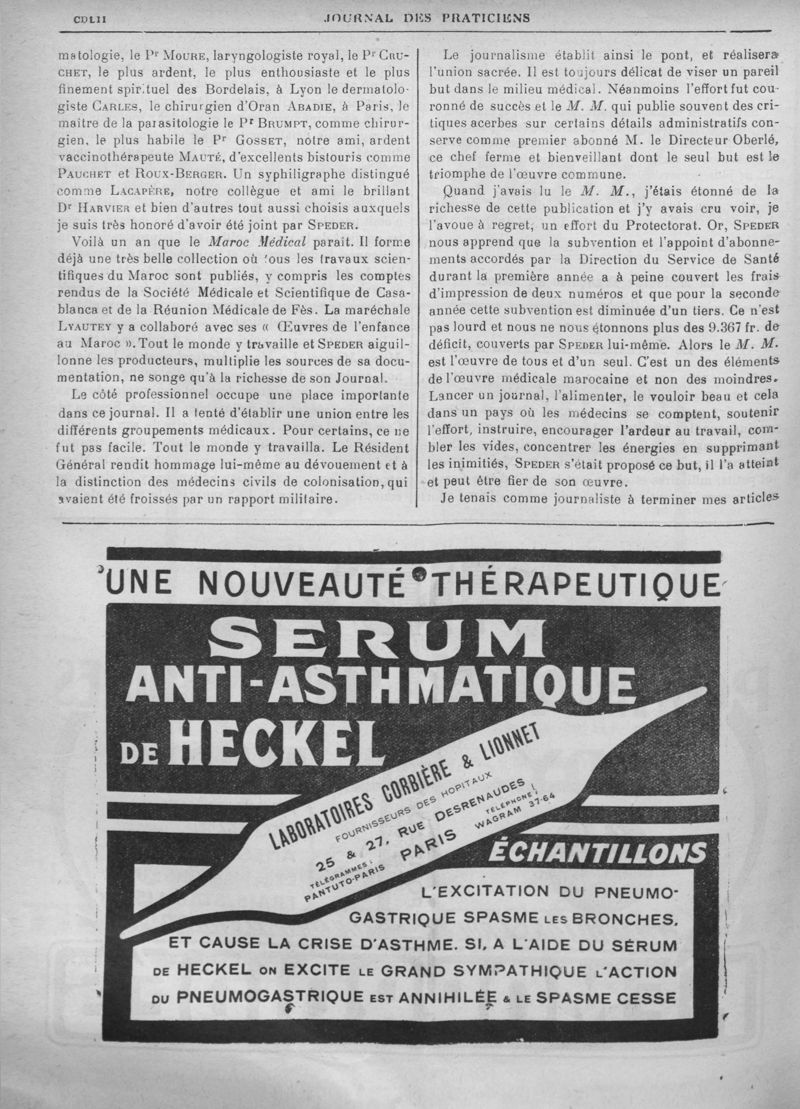 CDLII
JOURNAL DES PRATICIENS
matologie, le Pr MOURE, laryngologiste royal, le Pr CRU-
CHET, le plus ardent, le plus enthousiaste et le plus
finement spirituel des Bordelais, à Lyon le dermatolo-
giste CARLES, le chirurgien d'Oran ABADIE, à Paris, le
maître de la parasitologie le Pr BRUMPT, comme chirur-
gien, le plus habile le Pr GOSSET, notre ami, ardent
vaccinothérapeute MAUTÉ, d'excellents bistouris comme
PAUCHET et ROUX-BERGER. Un syphiligraphe distingué
comme LACAPÈRE, notre collègue et ami le brillant
Dr HARVIER et bien d'autres tout aussi choisis auxquels
je suis très honoré d'avoir été joint par SPEDER.
Voilà un an que le Maroc Médical paraît. Il forme
déjà une très belle collection où tous les travaux scien-
tifiques du Maroc sont publiés, y compris les comptes
rendus de la Société Médicale et Scientifique de Casa-
blanca et de la Réunion Médicale de Fès. La maréchale
LYAUTEY y a collaboré avec ses « Œuvres de l'enfance
au Maroc ». Tout le monde y travaille et SPEDER aiguil-
lonne les producteurs, multiplie les sources de sa docu-
mentation, ne songe qu'à la richesse de son Journal.
Le côté professionnel occupe une place importante
dans ce journal. Il a tenté d'établir une union entre les
différents groupements médicaux. Pour certains, ce ne
fut pas facile. Tout le monde y travailla. Le Résident
Général rendit hommage lui-même au dévouement et à
la distinction des médecins civils de colonisation, qui
avaient été froissés par un rapport militaire.
Le journalisme établit ainsi le pont, et réalisera
l'union sacrée. Il est toujours délicat de viser un pareil
but dans le milieu médical. Néanmoins l'effort fut cou-
ronné de succès et le M. M. qui publie souvent des cri-
tiques acerbes sur certains détails administratifs con-
serve comme premier abonné M. le Directeur Oberlé,
ce chef ferme et bienveillant dont le seul but est le
triomphe de l'œuvre commune.
Quand j'avais lu le M. M., j'étais étonné de la
richesse de cette publication et j'y avais cru voir, je
l'avoue à regret, un effort du Protectorat. Or, SPEDER
nous apprend que la subvention et l'appoint d'abonne-
ments accordés par la Direction du Service de Santé
durant la première année a à peine couvert les frais
d'impression de deux numéros et que pour la seconde
année cette subvention est diminuée d'un tiers. Ce n'est
pas lourd et nous ne nous étonnons plus des 9.367 fr. de
déficit, couverts par SPEDER lui-même. Alors le M. M.
est l'œuvre de tous et d'un seul. C'est un des éléments
de l'œuvre médicale marocaine et non des moindres.
Lancer un journal, l'alimenter, le vouloir beau et cela
dans un pays où les médecins se comptent, soutenir
l'effort, instruire, encourager l'ardeur au travail, com-
bler les vides, concentrer les énergies en supprimant
les inimitiés, SPEDER s'était proposé ce but, il l'a atteint
et peut être fier de son œuvre.
Je tenais comme journaliste à terminer mes articles
UNE NOUVEAUTÉ THÉRAPEUTIQUE
SERUM
ANTI-ASTHMATIQUE
DE HECKEL
LABORATOIRES CORBIÈRE & LIONNET
FOURNISSEURS DES HOPITAUX
25 & 27, RUE DESRENAUDES
TÉLÉGRAMMES :
PANTUTO-PARIS
PARIS
TÉLÉPHONE :
WAGRAM 37-64
ÉCHANTILLONS
L'EXCITATION DU PNEUMO-
GASTRIQUE SPASME LES BRONCHES,
ET CAUSE LA CRISE D'ASTHME. SI, A L'AIDE DU SÉRUM
DE HECKEL ON EXCITE LE GRAND SYMPATHIQUE L'ACTION
DU PNEUMOGASTRIQUE EST ANNIHILÉE & LE SPASME CESSE